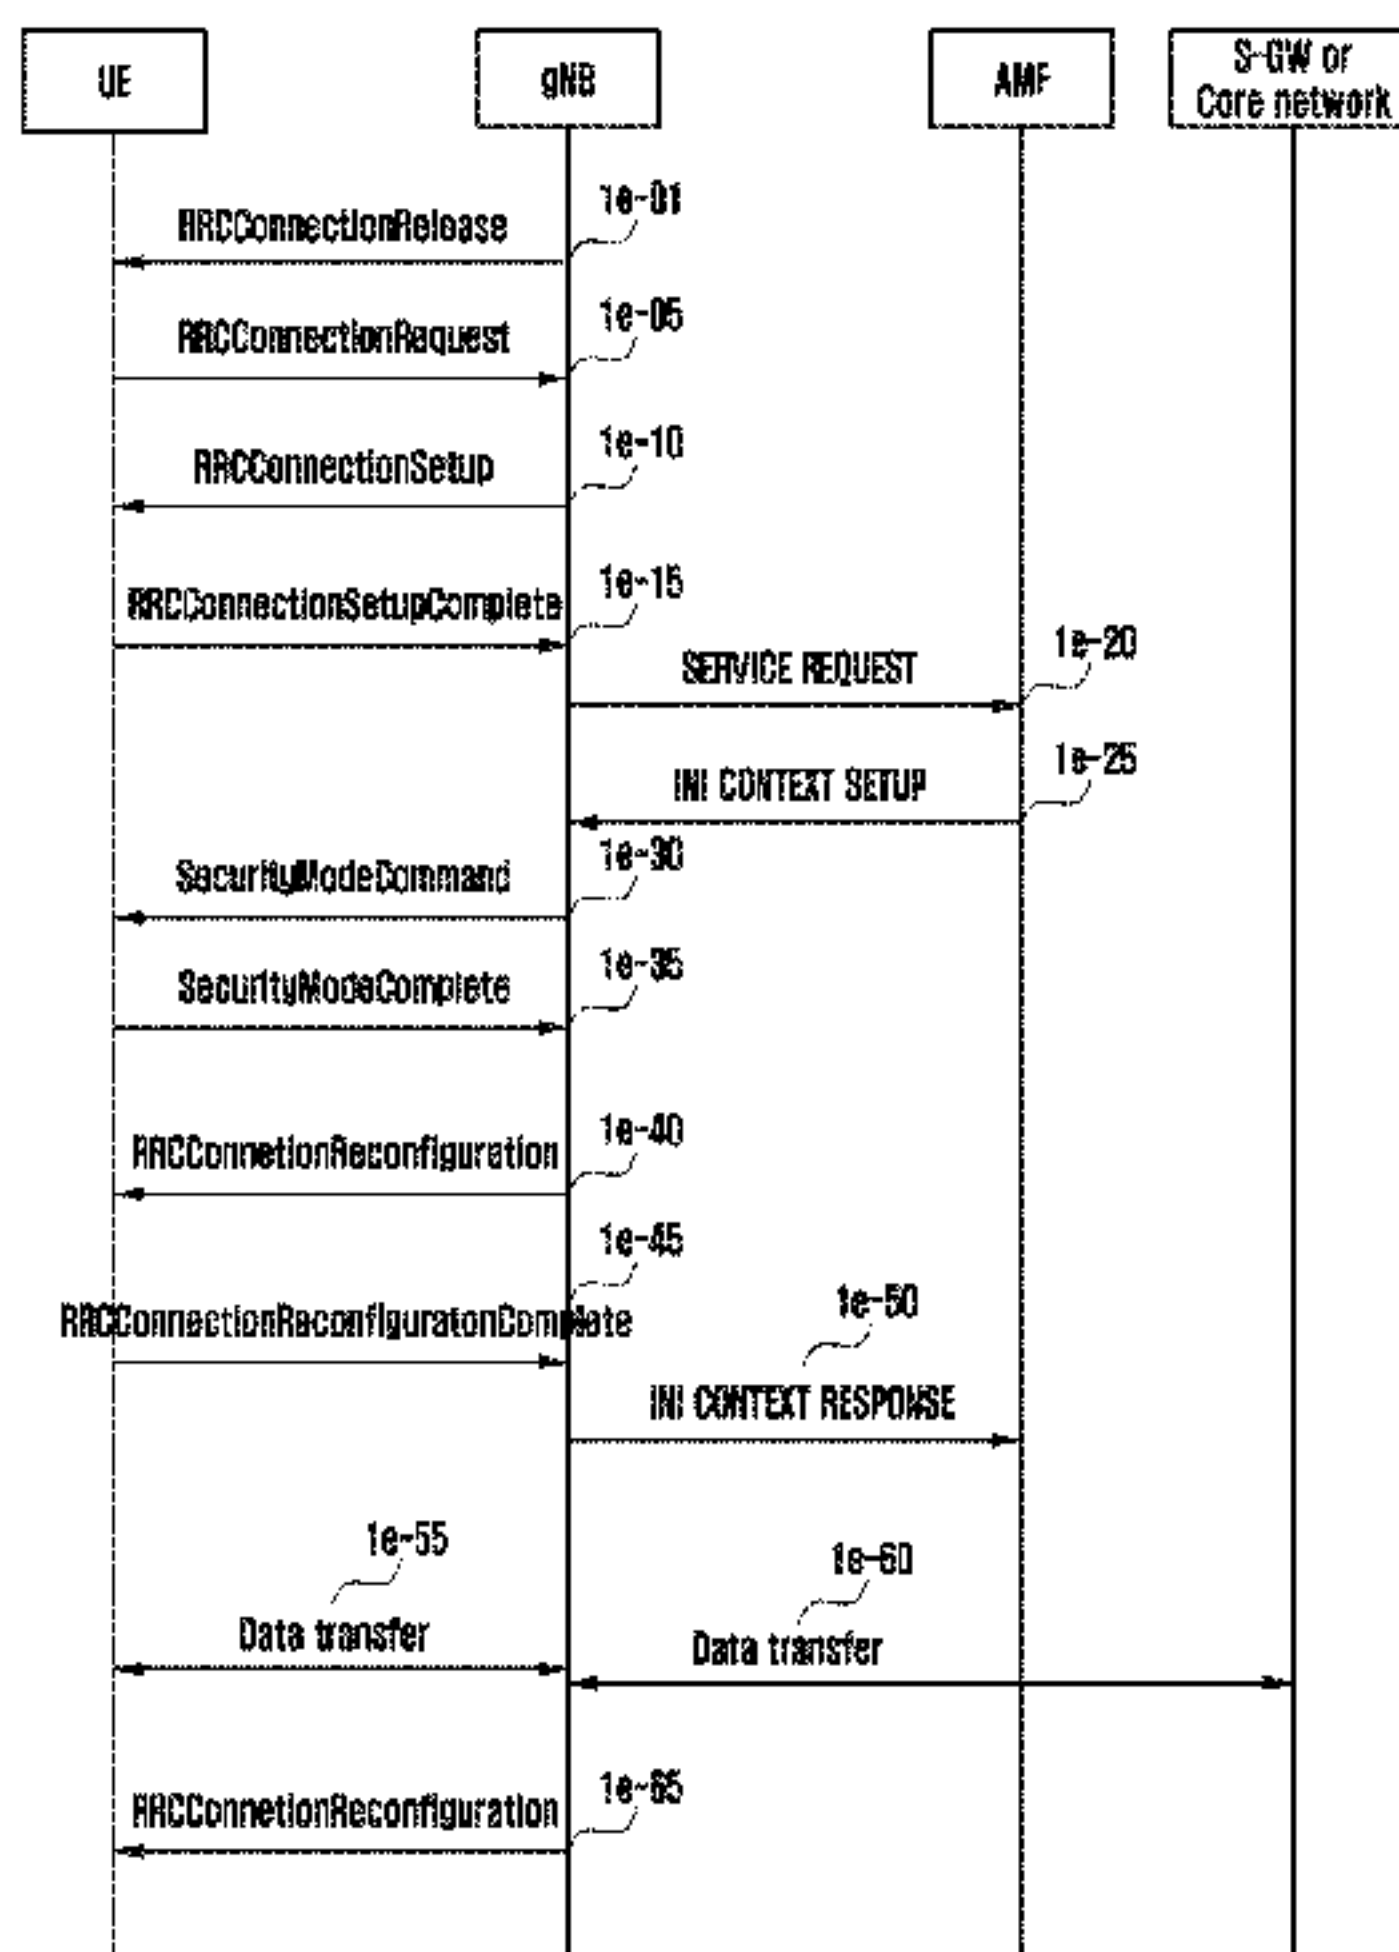 UE
gNB
AMF
S-GW or
Core network
1e-01
RRCConnectionRelease
1e-05
RRCConnectionRequest
1e-10
RRCConnectionSetup
1e-15
RRCConnectionSetupComplete
1e-20
SERVICE REQUEST
1e-25
INI CONTEXT SETUP
1e-30
SecurityModeCommand
1e-35
SecurityModeComplete
1e-40
RRCConnetionReconfiguration
1e-45
1e-50
RRCConnectionReconfiguratonComplete
INI CONTEXT RESPONSE
1e-55
1e-60
Data transfer
Data transfer
1e-65
RRCConnetionReconfiguration